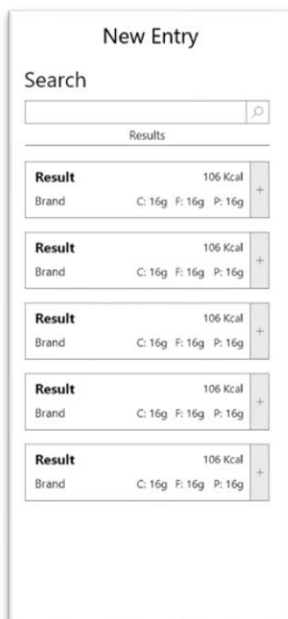 New Entry
Search
Results
Result 106 Kcal
Brand C: 16g F: 16g P: 16g
+
Result 106 Kcal
Brand C: 16g F: 16g P: 16g
+
Result 106 Kcal
Brand C: 16g F: 16g P: 16g
+
Result 106 Kcal
Brand C: 16g F: 16g P: 16g
+
Result 106 Kcal
Brand C: 16g F: 16g P: 16g
+